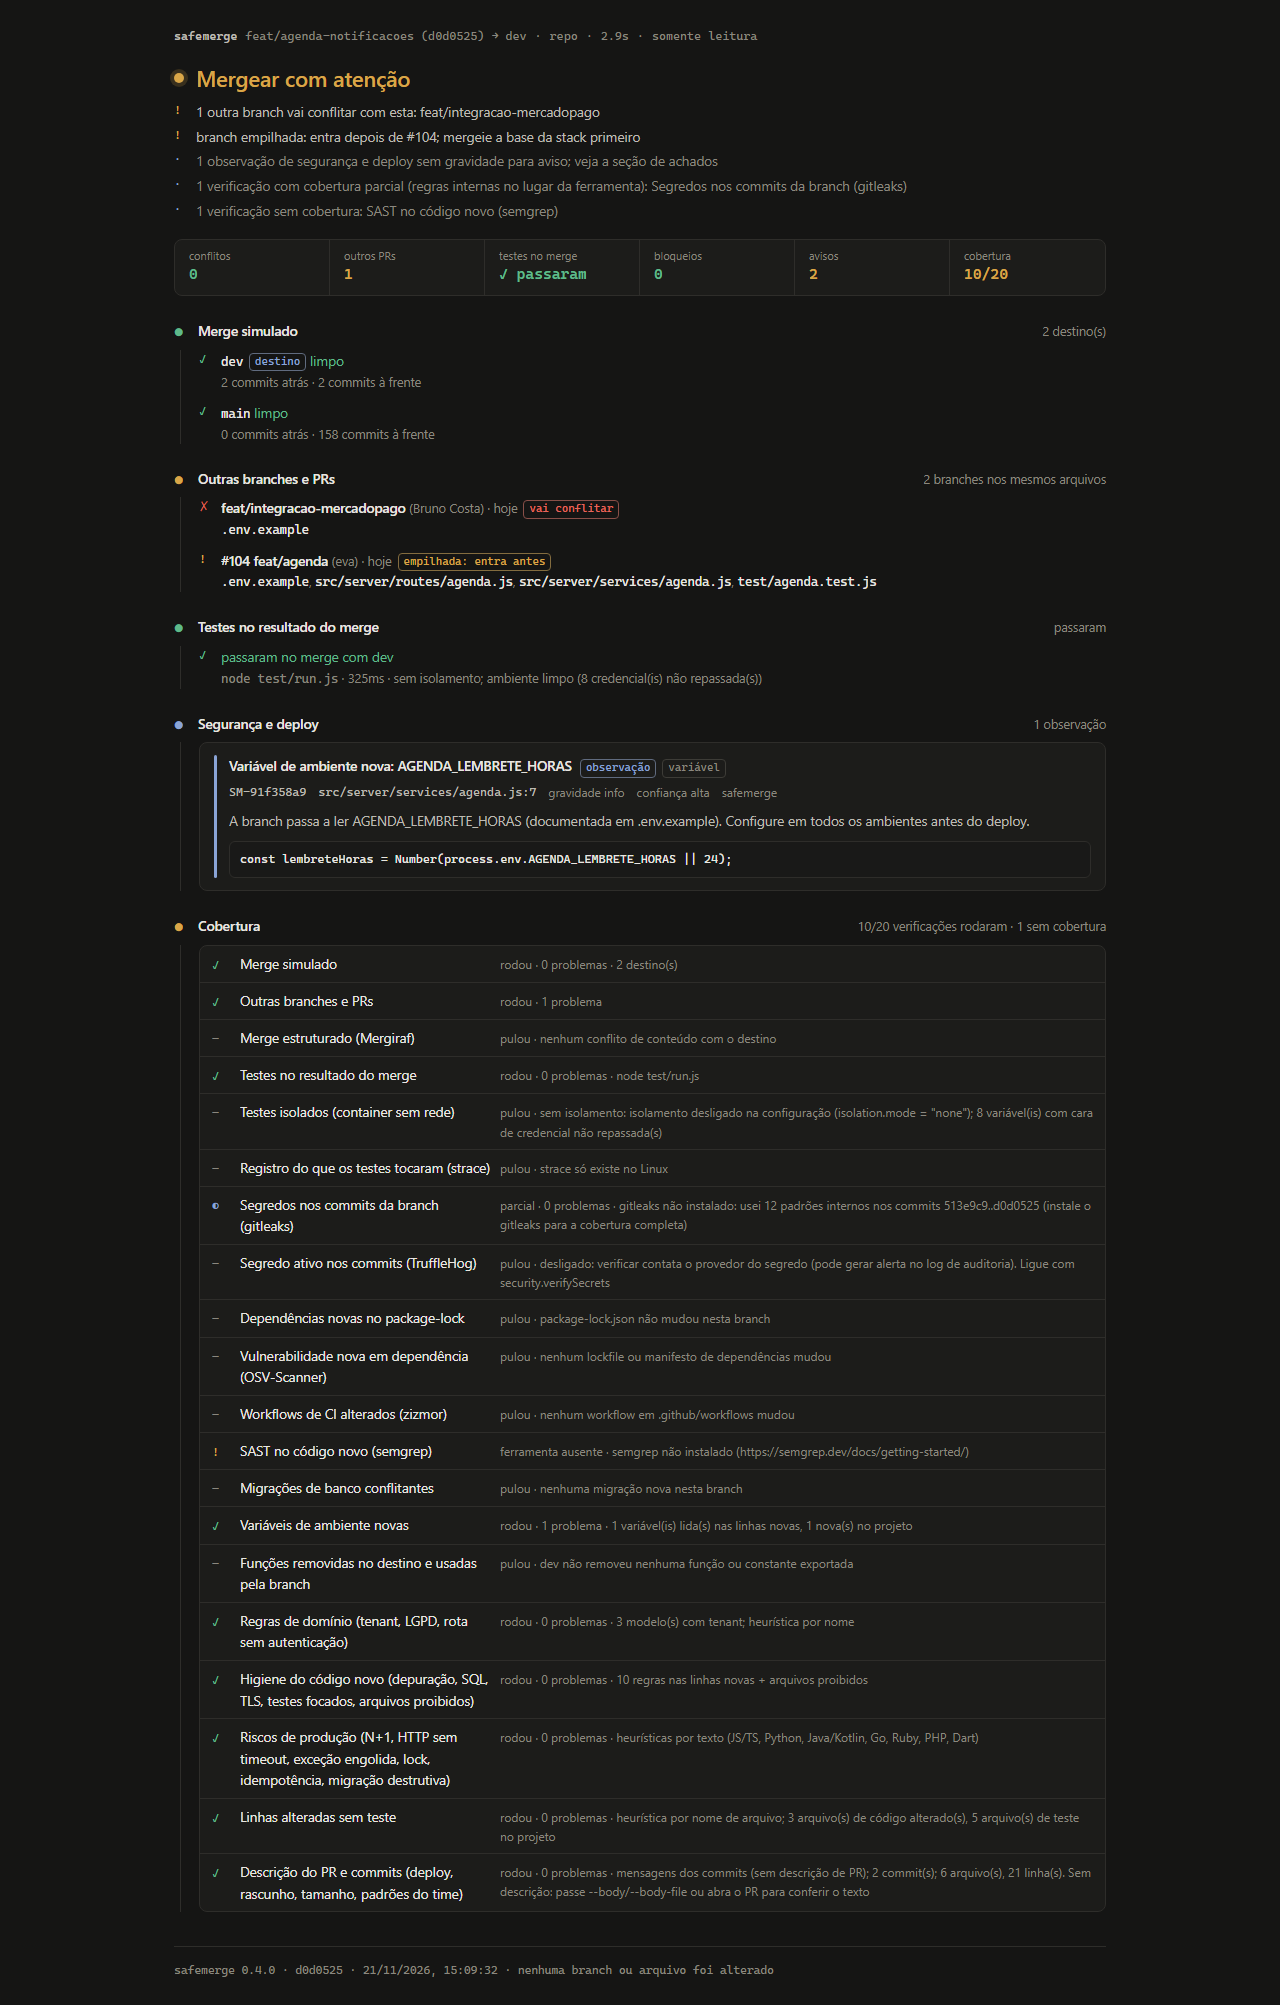 safemerge feat/agenda-notificacoes (d0d0525) → dev · repo · 2.9s · somente leitura
Mergear com atenção
! 1 outra branch vai conflitar com esta: feat/integracao-mercadopago
! branch empilhada: entra depois de #104; mergeie a base da stack primeiro
· 1 observação de segurança e deploy sem gravidade para aviso; veja a seção de achados
· 1 verificação com cobertura parcial (regras internas no lugar da ferramenta): Segredos nos commits da branch (gitleaks)
· 1 verificação sem cobertura: SAST no código novo (semgrep)
conflitos outros PRs testes no merge bloqueios avisos cobertura
0 1 ✓ passaram 0 2 10/20
Merge simulado 2 destino(s)
✓ dev destino limpo
2 commits atrás · 2 commits à frente
✓ main limpo
0 commits atrás · 158 commits à frente
Outras branches e PRs 2 branches nos mesmos arquivos
✗ feat/integracao-mercadopago (Bruno Costa) · hoje vai conflitar
.env.example
! #104 feat/agenda (eva) · hoje empilhada: entra antes
.env.example, src/server/routes/agenda.js, src/server/services/agenda.js, test/agenda.test.js
Testes no resultado do merge passaram
✓ passaram no merge com dev
node test/run.js · 325ms · sem isolamento; ambiente limpo (8 credencial(is) não repassada(s))
Segurança e deploy 1 observação
Variável de ambiente nova: AGENDA_LEMBRETE_HORAS observação variável
SM-91f358a9 src/server/services/agenda.js:7 gravidade info confiança alta safemerge
A branch passa a ler AGENDA_LEMBRETE_HORAS (documentada em .env.example). Configure em todos os ambientes antes do deploy.
const lembreteHoras = Number(process.env.AGENDA_LEMBRETE_HORAS || 24);
Cobertura 10/20 verificações rodaram · 1 sem cobertura
✓ Merge simulado rodou · 0 problemas · 2 destino(s)
✓ Outras branches e PRs rodou · 1 problema
– Merge estruturado (Mergiraf) pulou · nenhum conflito de conteúdo com o destino
✓ Testes no resultado do merge rodou · 0 problemas · node test/run.js
– Testes isolados (container sem rede) pulou · sem isolamento: isolamento desligado na configuração (isolation.mode = "none"); 8 variável(is) com cara
de credencial não repassada(s)
– Registro do que os testes tocaram (strace) pulou · strace só existe no Linux
◐ Segredos nos commits da branch parcial · 0 problemas · gitleaks não instalado: usei 12 padrões internos nos commits 513e9c9..d0d0525 (instale o
(gitleaks) gitleaks para a cobertura completa)
– Segredo ativo nos commits (TruffleHog) pulou · desligado: verificar contata o provedor do segredo (pode gerar alerta no log de auditoria). Ligue com
security.verifySecrets
– Dependências novas no package-lock pulou · package-lock.json não mudou nesta branch
– Vulnerabilidade nova em dependência pulou · nenhum lockfile ou manifesto de dependências mudou
(OSV-Scanner)
– Workflows de CI alterados (zizmor) pulou · nenhum workflow em .github/workflows mudou
! SAST no código novo (semgrep) ferramenta ausente · semgrep não instalado (https://semgrep.dev/docs/getting-started/)
– Migrações de banco conflitantes pulou · nenhuma migração nova nesta branch
✓ Variáveis de ambiente novas rodou · 1 problema · 1 variável(is) lida(s) nas linhas novas, 1 nova(s) no projeto
– Funções removidas no destino e usadas pulou · dev não removeu nenhuma função ou constante exportada
pela branch
✓ Regras de domínio (tenant, LGPD, rota rodou · 0 problemas · 3 modelo(s) com tenant; heurística por nome
sem autenticação)
✓ Higiene do código novo (depuração, SQL, rodou · 0 problemas · 10 regras nas linhas novas + arquivos proibidos
TLS, testes focados, arquivos proibidos)
✓ Riscos de produção (N+1, HTTP sem rodou · 0 problemas · heurísticas por texto (JS/TS, Python, Java/Kotlin, Go, Ruby, PHP, Dart)
timeout, exceção engolida, lock,
idempotência, migração destrutiva)
✓ Linhas alteradas sem teste rodou · 0 problemas · heurística por nome de arquivo; 3 arquivo(s) de código alterado(s), 5 arquivo(s) de teste
no projeto
✓ Descrição do PR e commits (deploy, rodou · 0 problemas · mensagens dos commits (sem descrição de PR); 2 commit(s); 6 arquivo(s), 21 linha(s). Sem
rascunho, tamanho, padrões do time) descrição: passe --body/--body-file ou abra o PR para conferir o texto
safemerge 0.4.0 · d0d0525 · 21/11/2026, 15:09:32 · nenhuma branch ou arquivo foi alterado